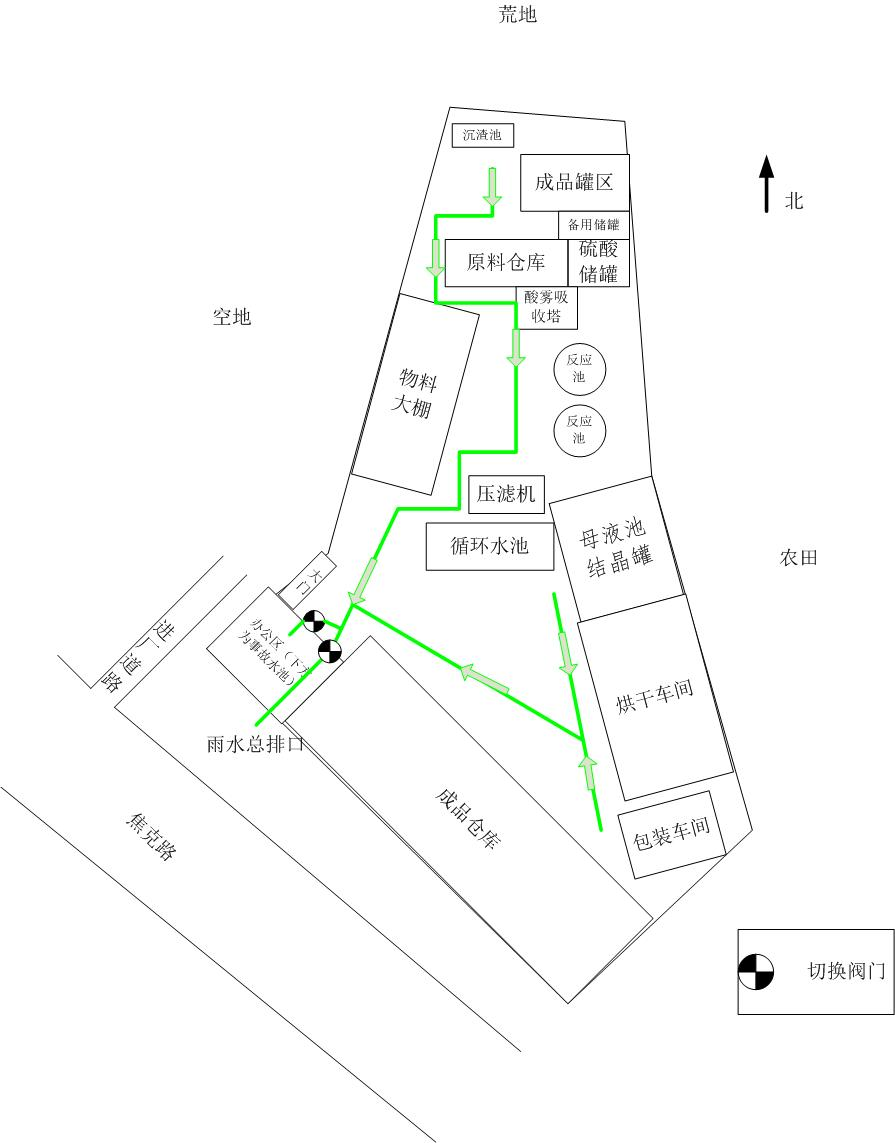 荒地
沉渣池
成品罐区
北
备用储罐
原料仓库
硫酸
储罐
酸雾吸
收塔
空地
反应
池
物料
大棚
反应
池
压滤机
母液池
结晶罐
循环水池
农田
大门
办公区（下方
为事故水池）
进厂道路
烘干车间
雨水总排口
成品仓库
包装车间
焦克路
切换阀门